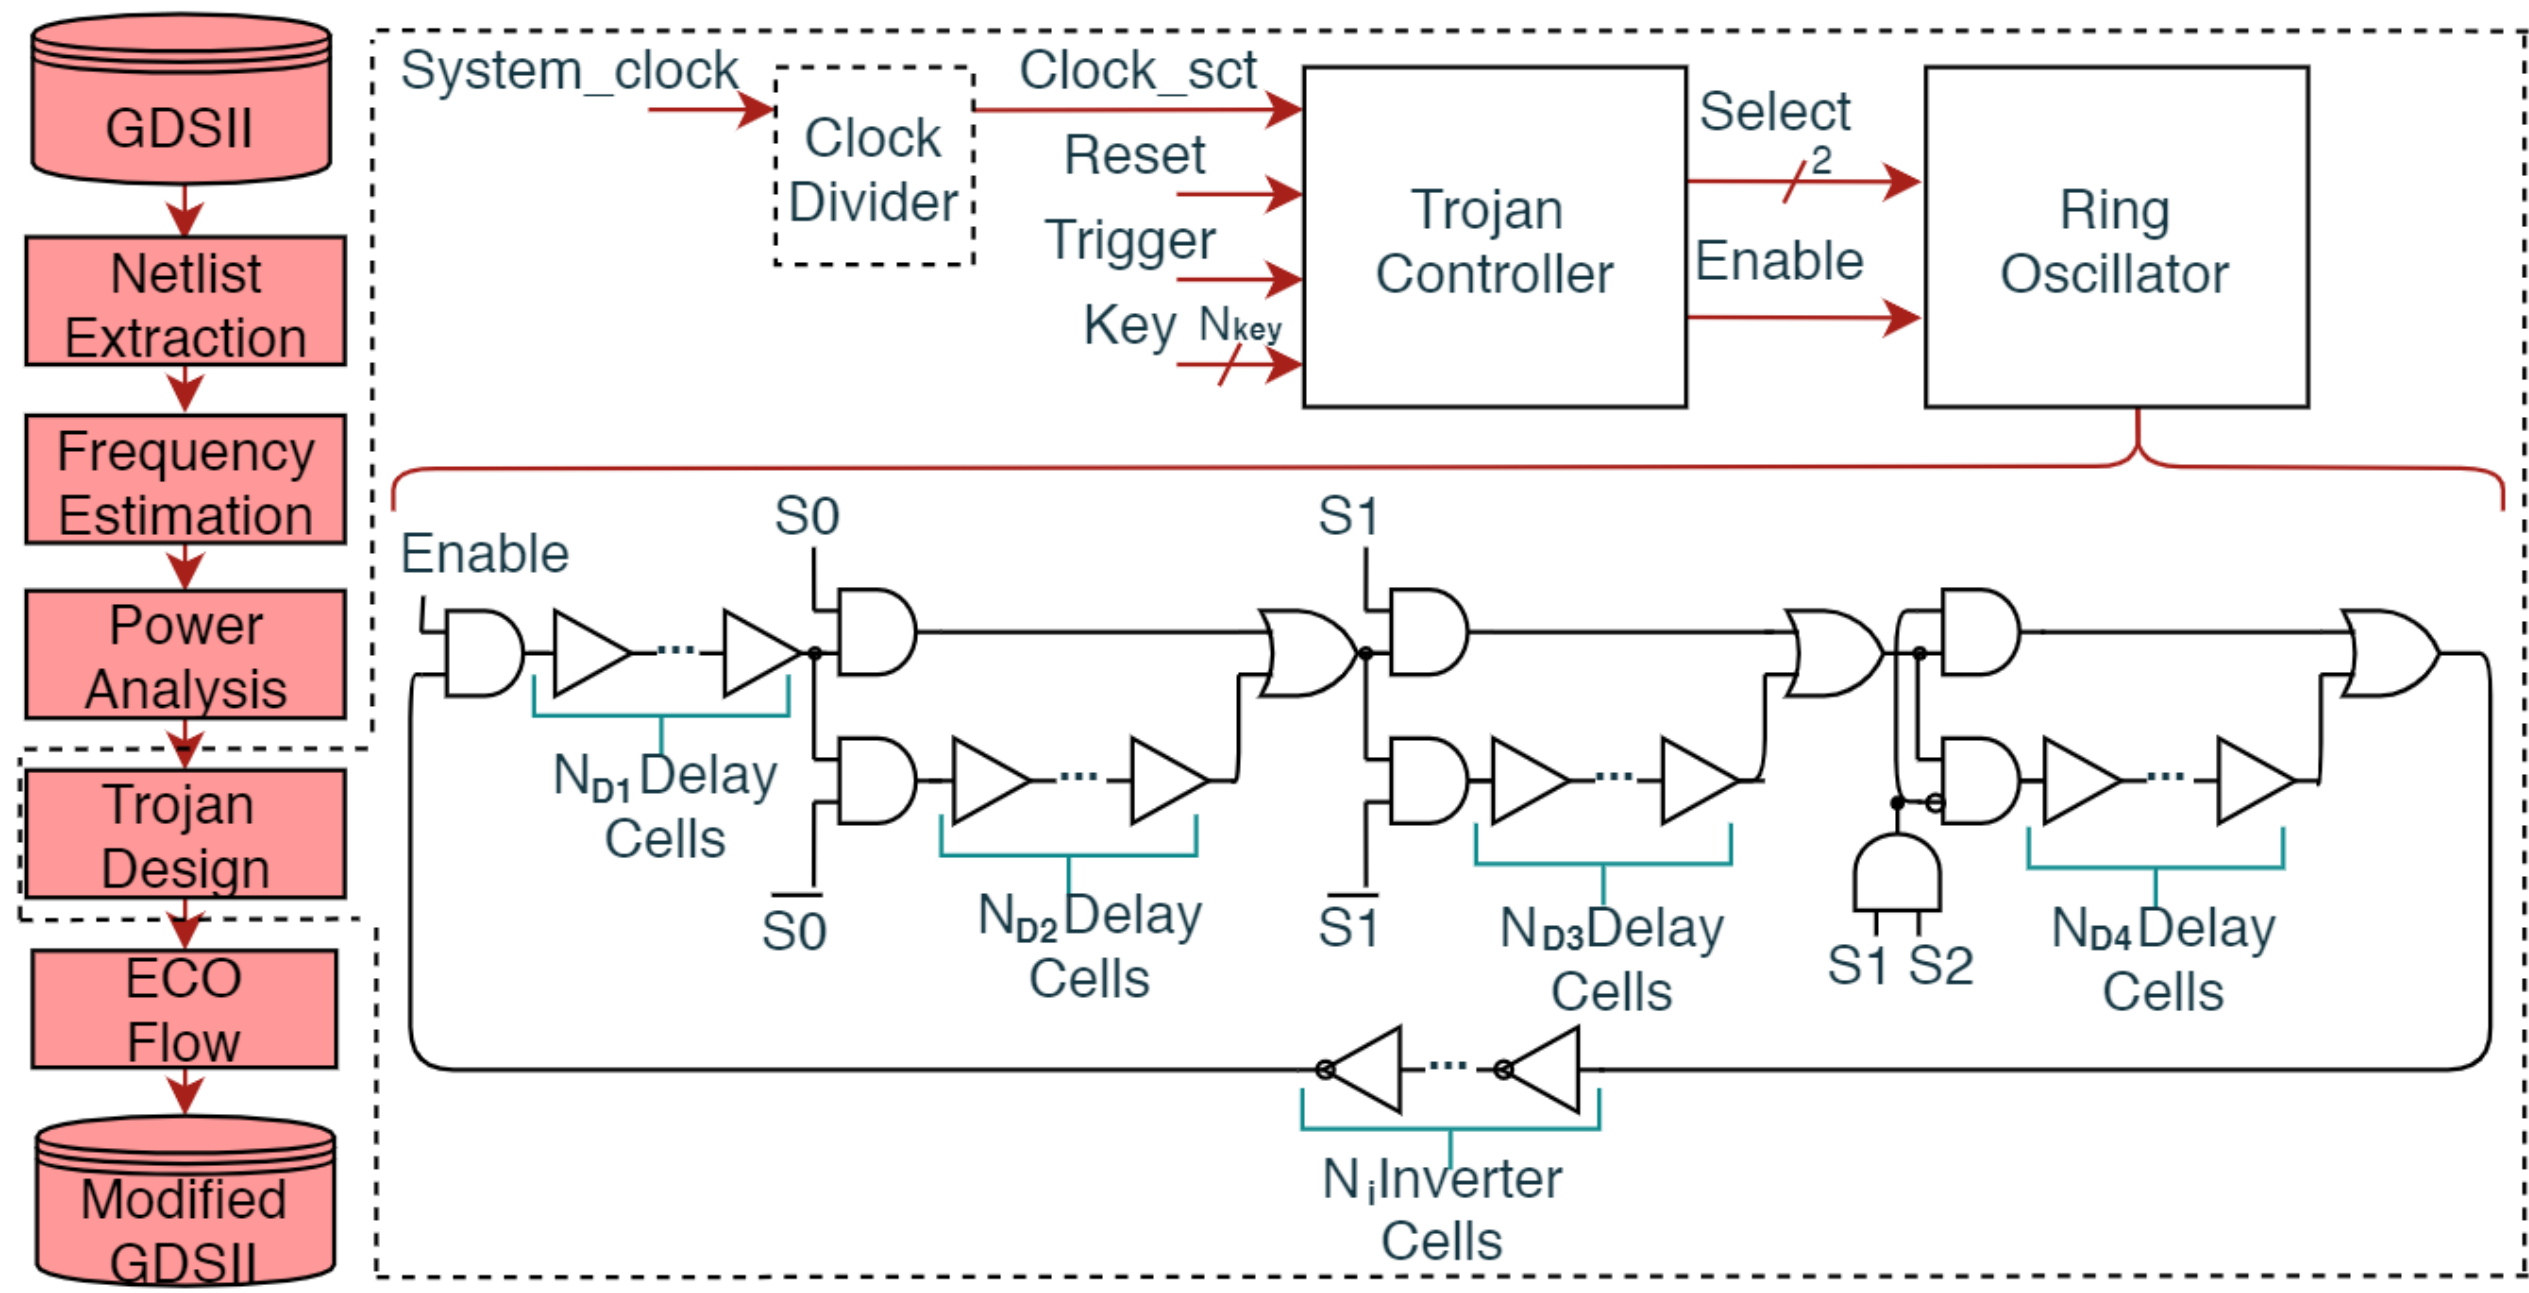 GDSII
Netlist
Extraction
Frequency
Estimation
Power
Analysis
Trojan
Design
ECO
Flow
Modified
GDSII
System_clock
Clock
Divider
Clock_sct
Reset
Trigger
Key Nkey
Trojan
Controller
Select
2
Enable
Ring
Oscillator
Enable
S0
S1
ND1 Delay
Cells
S0
ND2 Delay
Cells
S1
ND3 Delay
Cells
S1 S2
ND4 Delay
Cells
Ni Inverter
Cells